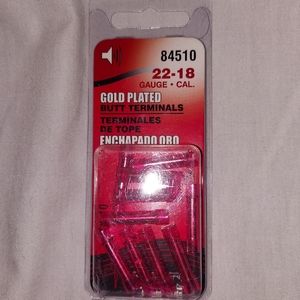 84510
22-18
GAUGE • CAL.
GOLD PLATED
BUTT TERMINALS
TERMINALES
DE TOPE
ENCHAPADO ORO